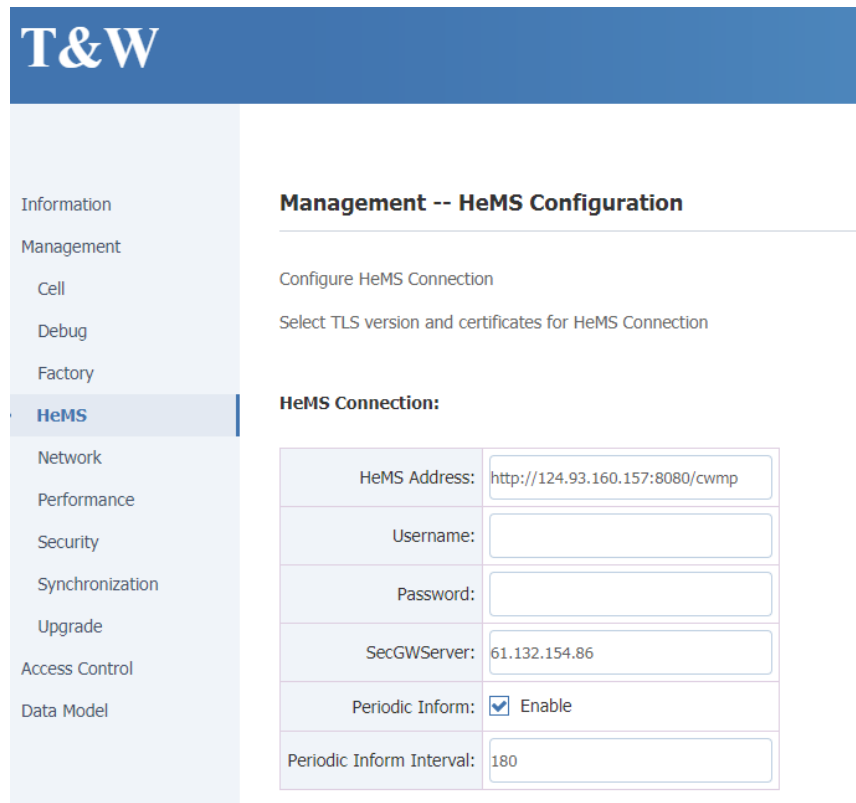 T&W
Information
Management
Cell
Debug
Factory
HeMS
Network
Performance
Security
Synchronization
Upgrade
Access Control
Data Model
Management -- HeMS Configuration
Configure HeMS Connection
Select TLS version and certificates for HeMS Connection
HeMS Connection:
HeMS Address: http://124.93.160.157:8080/cwmp
Username:
Password:
SecGWServer: 61.132.154.86
Periodic Inform: Enable
Periodic Inform Interval: 180